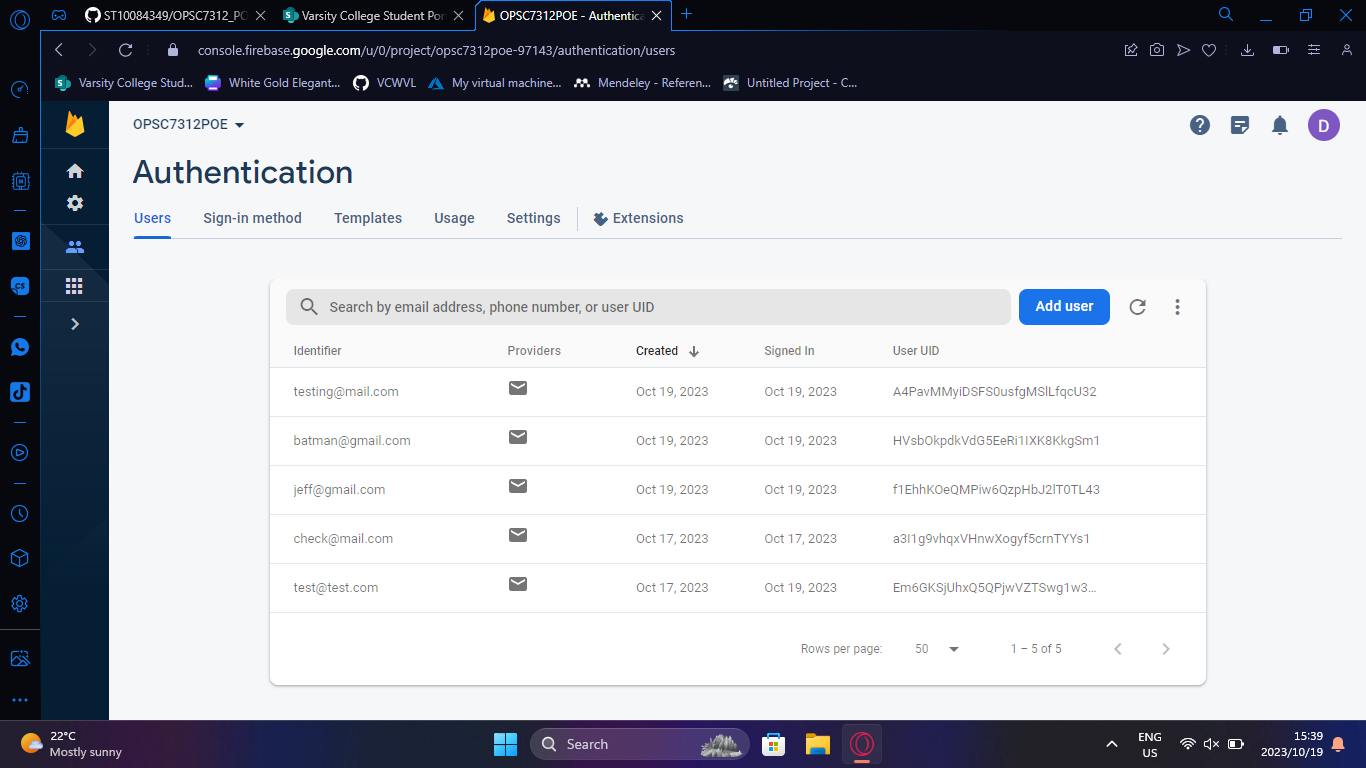 ST10084349/OPSC7312_PO
Varsity College Student Por
OPSC7312POE - Authentica
console.firebase.google.com/u/0/project/opsc7312poe-97143/authentication/users
Varsity College Stud...
White Gold Elegant...
VCWVL
My virtual machine...
Mendeley - Referen...
Untitled Project - C...
OPSC7312POE
D
Authentication
Users
Sign-in method
Templates
Usage
Settings
Extensions
Search by email address, phone number, or user UID
Add user
Identifier Providers Created Signed In User UID
testing@mail.com Oct 19, 2023 Oct 19, 2023 A4PavMMyiDSFS0usfgMSlLfqcU32
batman@gmail.com Oct 19, 2023 Oct 19, 2023 HVsbOkpdkVdG5EeRi1IXK8KkgSm1
jeff@gmail.com Oct 19, 2023 Oct 19, 2023 f1EhhKOeQMPiw6QzpHbJ2lT0TL43
check@mail.com Oct 17, 2023 Oct 17, 2023 a3I1g9vhqxVHnwXogyf5crnTYYs1
test@test.com Oct 17, 2023 Oct 19, 2023 Em6GKSjUhxQ5QPjwVZTSwg1w3...
Rows per page: 50 1 – 5 of 5
22°C
Mostly sunny
Search
ENG
US
15:39
2023/10/19